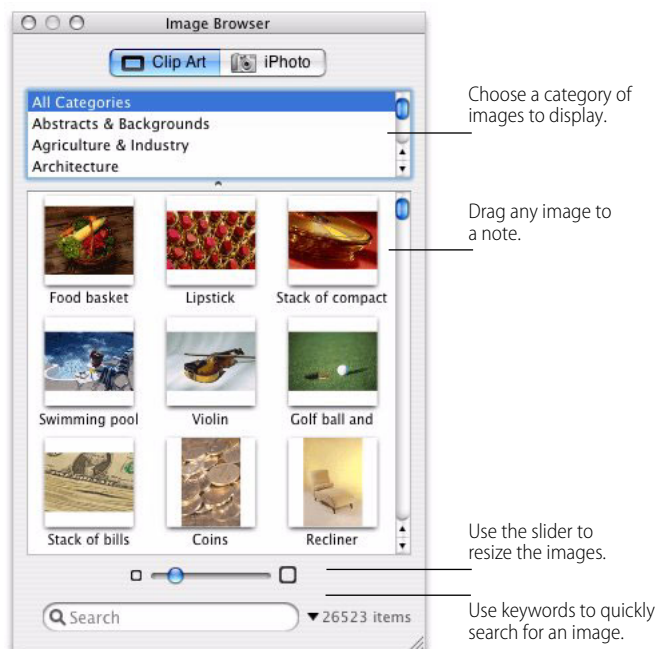 Image Browser
Clip Art
iPhoto
All Categories
Abstracts & Backgrounds
Agriculture & Industry
Architecture
Choose a category of
images to display.
Drag any image to
a note.
Food basket
Lipstick
Stack of compact
Swimming pool
Violin
Golf ball and
Stack of bills
Coins
Recliner
Use the slider to
resize the images.
Search
26523 items
Use keywords to quickly
search for an image.